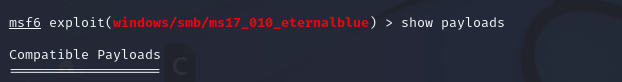 msf6 exploit(windows/smb/ms17_010_eternalblue) > show payloads
Compatible Payloads
===================